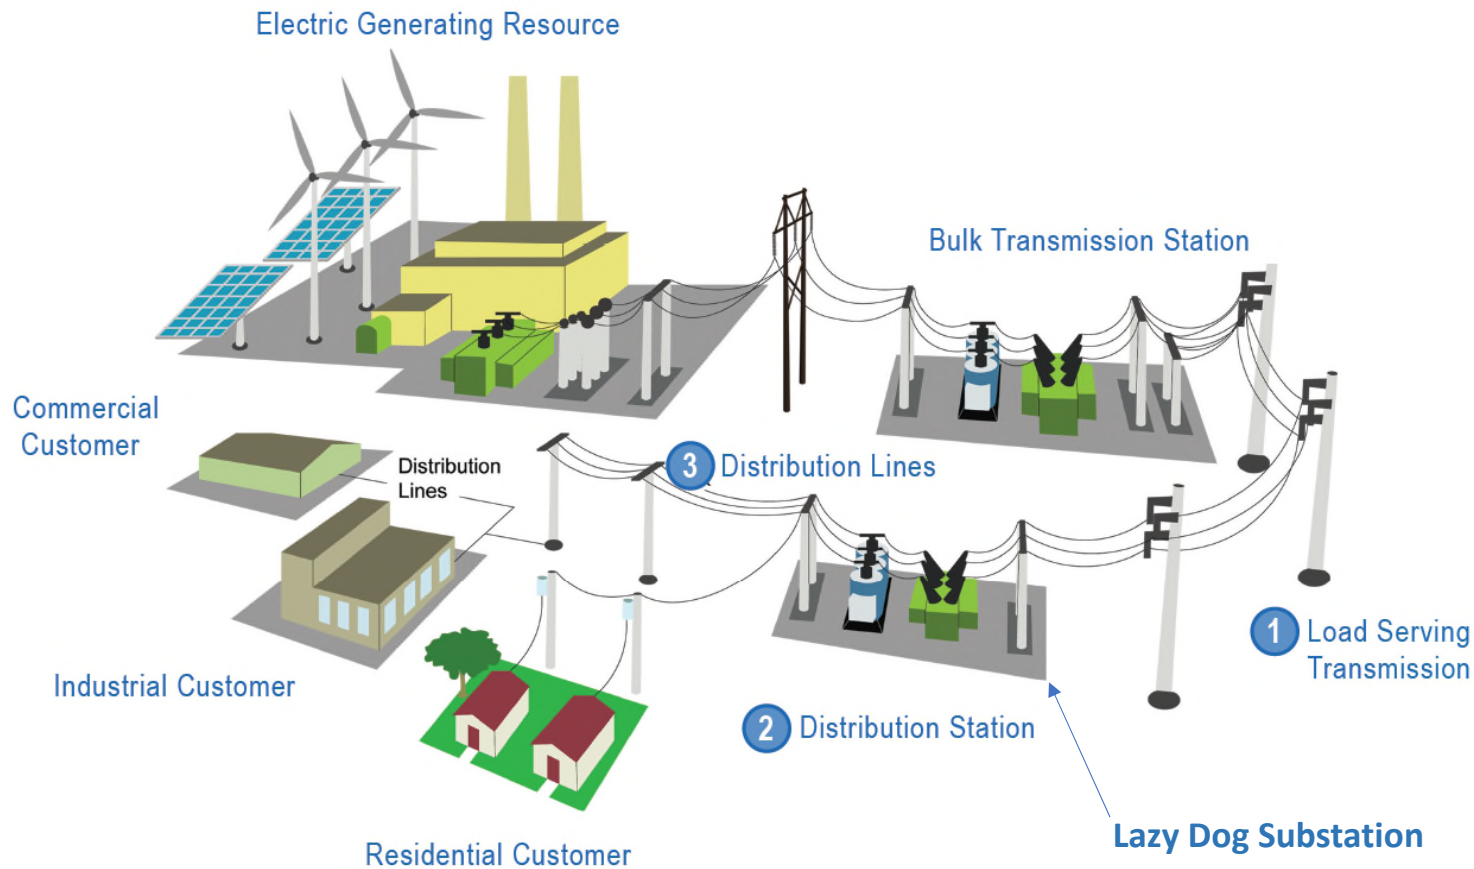 Electric Generating Resource
Bulk Transmission Station
Commercial
Customer
Distribution
Lines
3 Distribution Lines
1 Load Serving
Transmission
Industrial Customer
2 Distribution Station
Lazy Dog Substation
Residential Customer